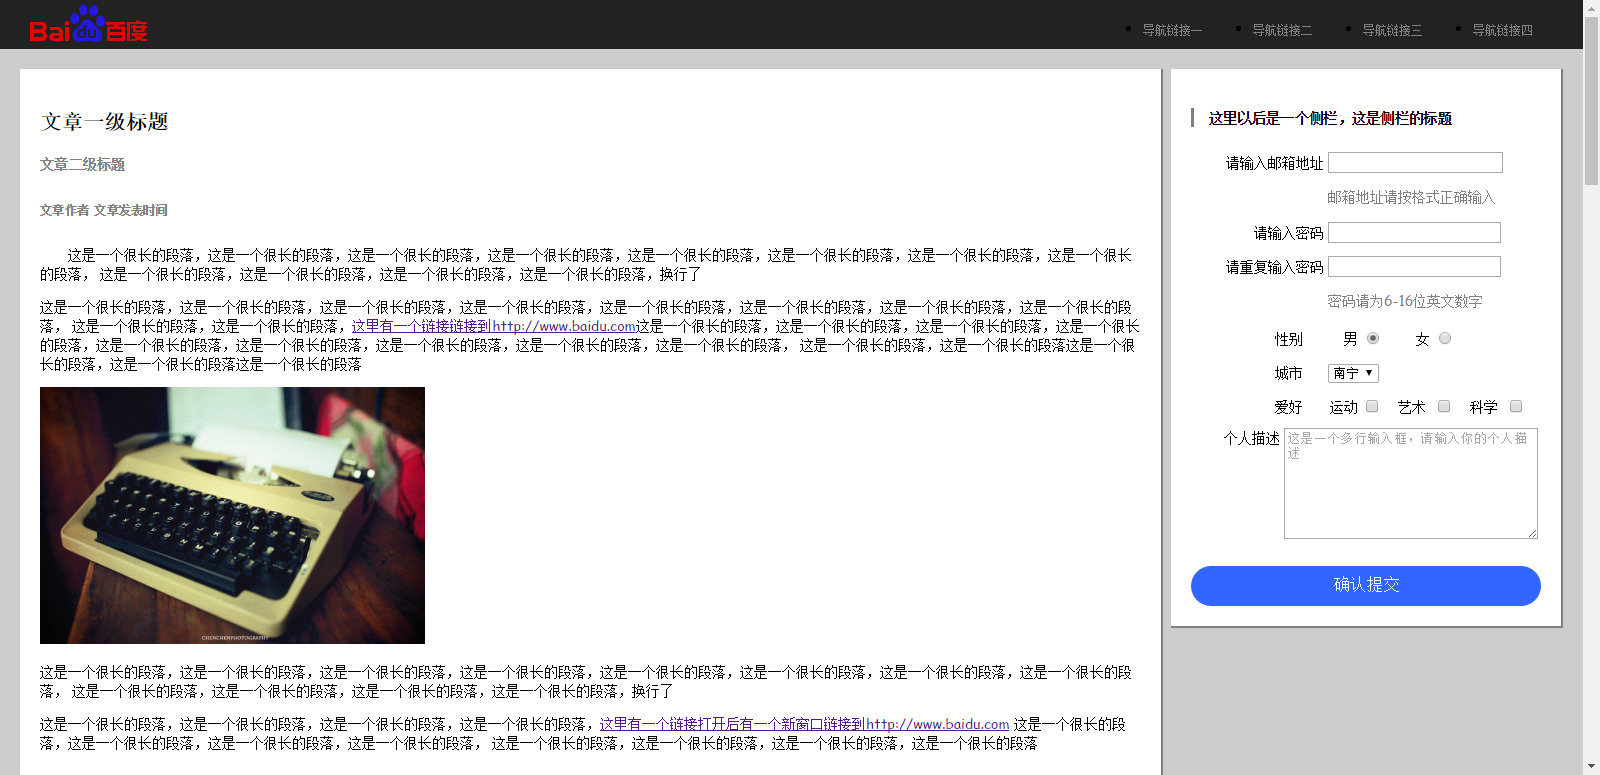 Bai du 百度
导航链接一 导航链接二 导航链接三 导航链接四
文章一级标题
文章二级标题
文章作者 文章发表时间
这是一个很长的段落，这是一个很长的段落，这是一个很长的段落，这是一个很长的段落，这是一个很长的段落，这是一个很长的段落，这是一个很长的段落，这是一个很长
的段落， 这是一个很长的段落，这是一个很长的段落，这是一个很长的段落，这是一个很长的段落，换行了
这是一个很长的段落，这是一个很长的段落，这是一个很长的段落，这是一个很长的段落，这是一个很长的段落，这是一个很长的段落，这是一个很长的段落，这是一个很长的段
落， 这是一个很长的段落，这是一个很长的段落，这里有一个链接链接到http://www.baidu.com这是一个很长的段落，这是一个很长的段落，这是一个很长的段落，这是一个很长
的段落，这是一个很长的段落，这是一个很长的段落，这是一个很长的段落，这是一个很长的段落，这是一个很长的段落， 这是一个很长的段落，这是一个很长的段落这是一个很
长的段落，这是一个很长的段落这是一个很长的段落
CHENCHENPHOTOGRAPHY
这是一个很长的段落，这是一个很长的段落，这是一个很长的段落，这是一个很长的段落，这是一个很长的段落，这是一个很长的段落，这是一个很长的段落，这是一个很长的段
落， 这是一个很长的段落，这是一个很长的段落，这是一个很长的段落，这是一个很长的段落，换行了
这是一个很长的段落，这是一个很长的段落，这是一个很长的段落，这是一个很长的段落，这里有一个链接打开后有一个新窗口链接到http://www.baidu.com 这是一个很长的段
落，这是一个很长的段落，这是一个很长的段落，这是一个很长的段落， 这是一个很长的段落，这是一个很长的段落，这是一个很长的段落，这是一个很长的段落
这里以后是一个侧栏，这是侧栏的标题
请输入邮箱地址
邮箱地址请按格式正确输入
请输入密码
请重复输入密码
密码请为6-16位英文数字
性别 男 女
城市 南宁
爱好 运动 艺术 科学
个人描述 这是一个多行输入框，请输入你的个人描
述
确认提交